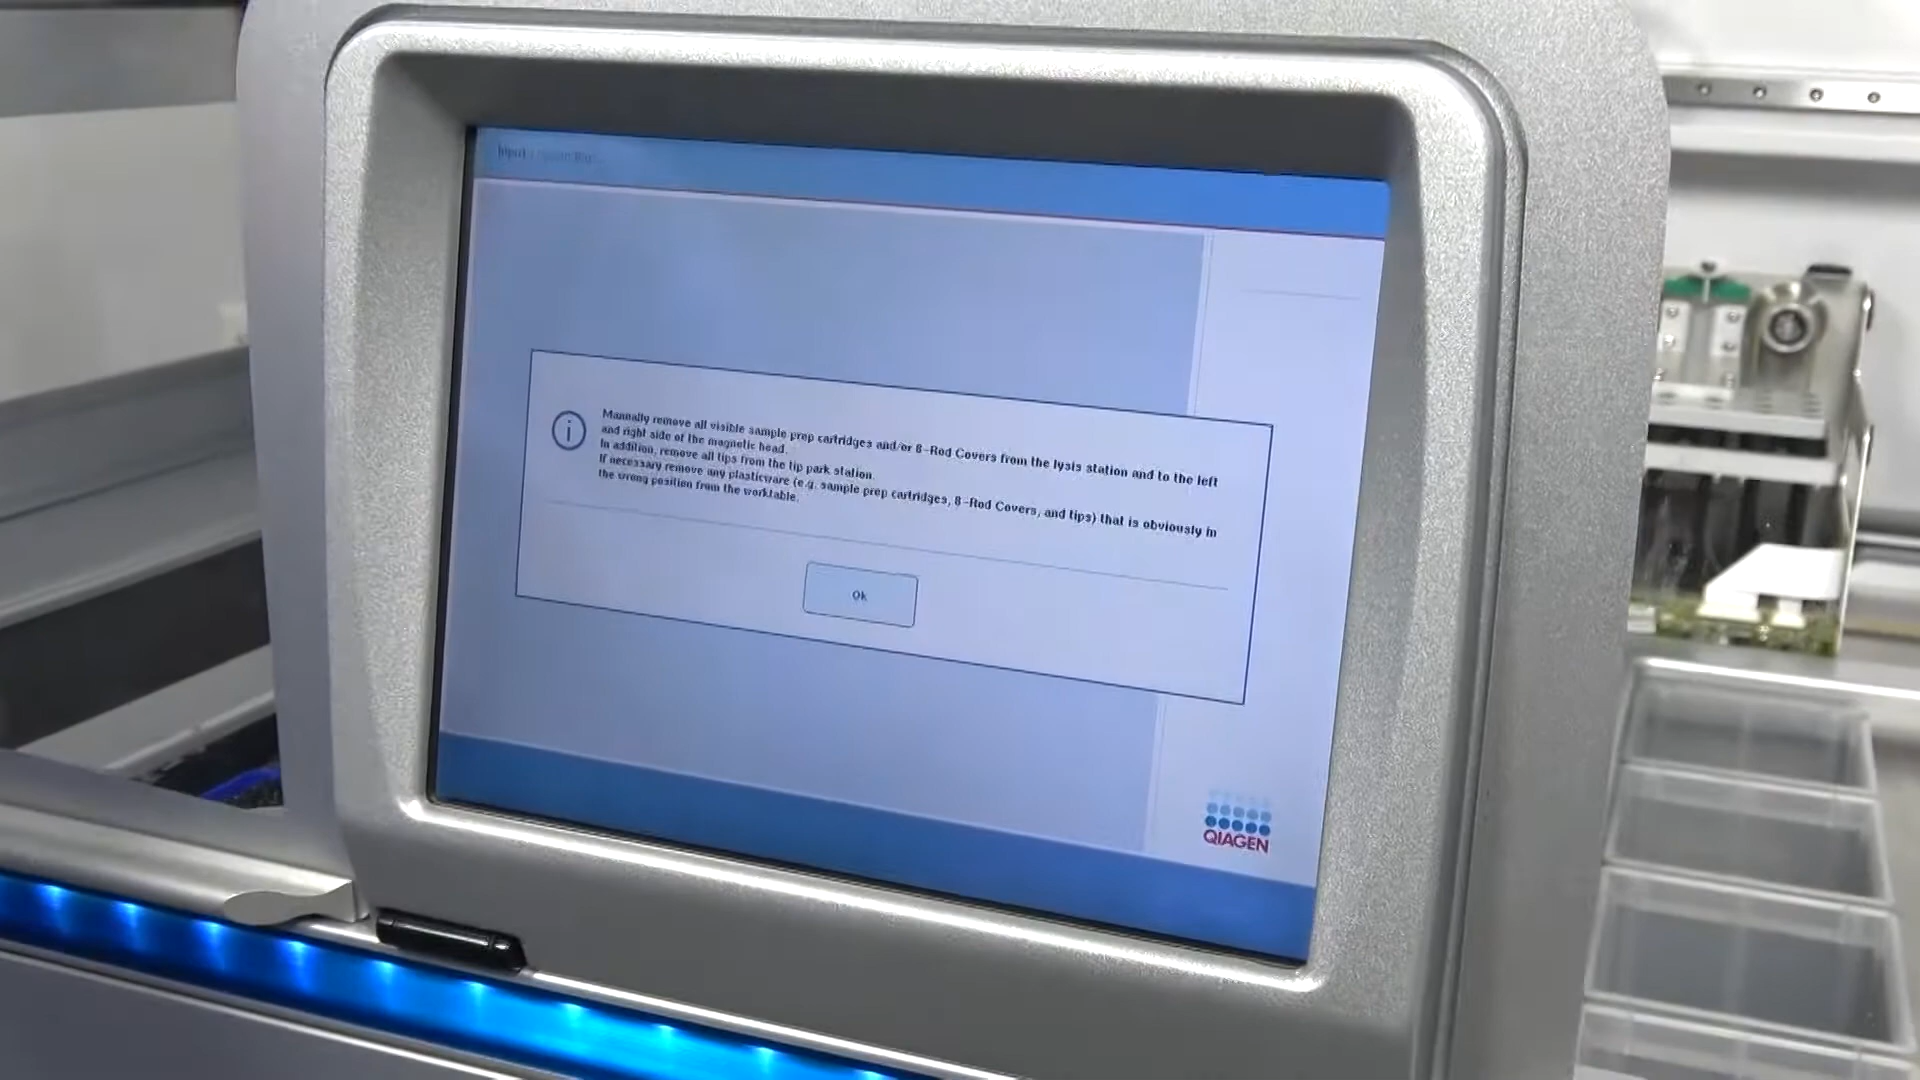 Input
Manually remove all visible sample prep cartridges and/or 8-Rod Covers from the lysis station and to the left
and right side of the magnetic head.
In addition, remove all tips from the tip park station.
If necessary remove any plasticware (e.g. sample prep cartridges, 8-Rod Covers, and tips) that is obviously in
the wrong position from the worktable.
Ok
QIAGEN